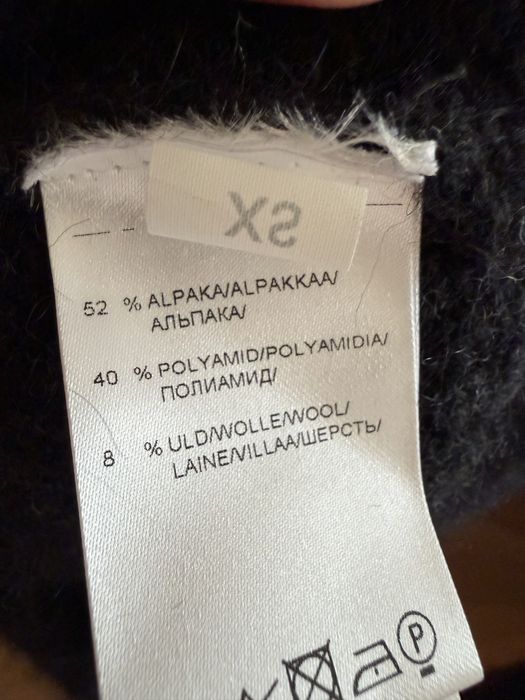 XS
52 % ALPAKA/ALPAKKAA/
АЛЬПАКА/
40 % POLYAMID/POLYAMIDIA/
ПОЛИАМИД/
8 % ULD/WOLLE/WOOL/
LAINE/VILLAA/ШЕРСТЬ/
P